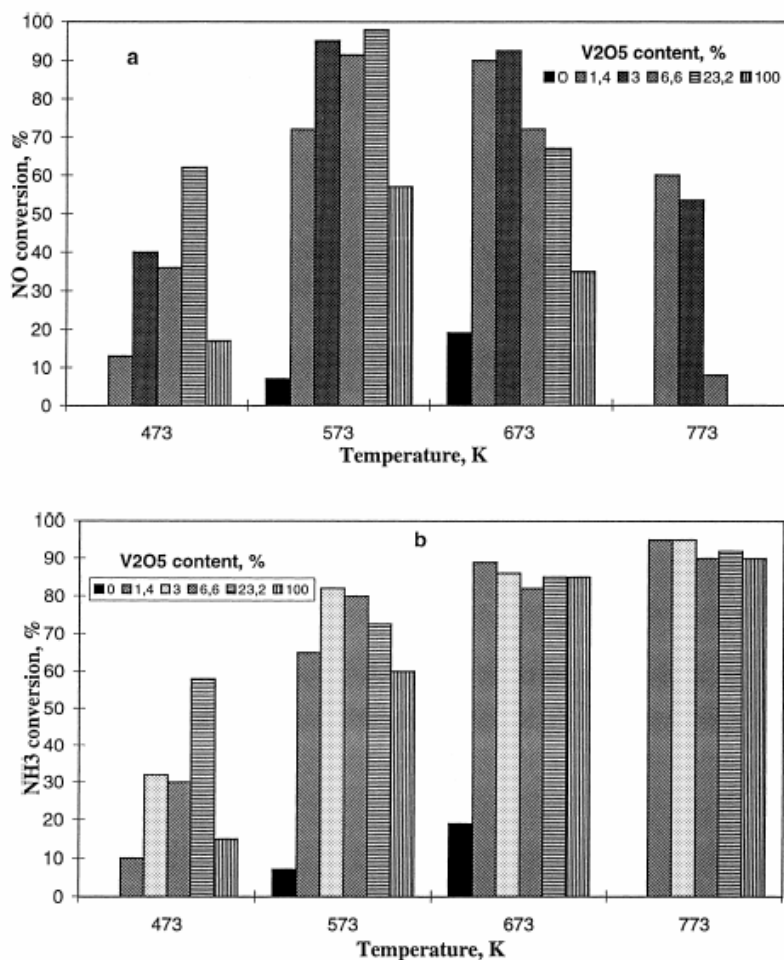 100
90
80
70
60
50
40
30
20
10
0
NO conversion, %
a
V2O5 content, %
0 1,4 3 6,6 23,2 100
473 573 673 773
Temperature, K
100
90
80
70
60
50
40
30
20
10
0
NH3 conversion, %
b
V2O5 content, %
0 1,4 3 6,6 23,2 100
473 573 673 773
Temperature, K